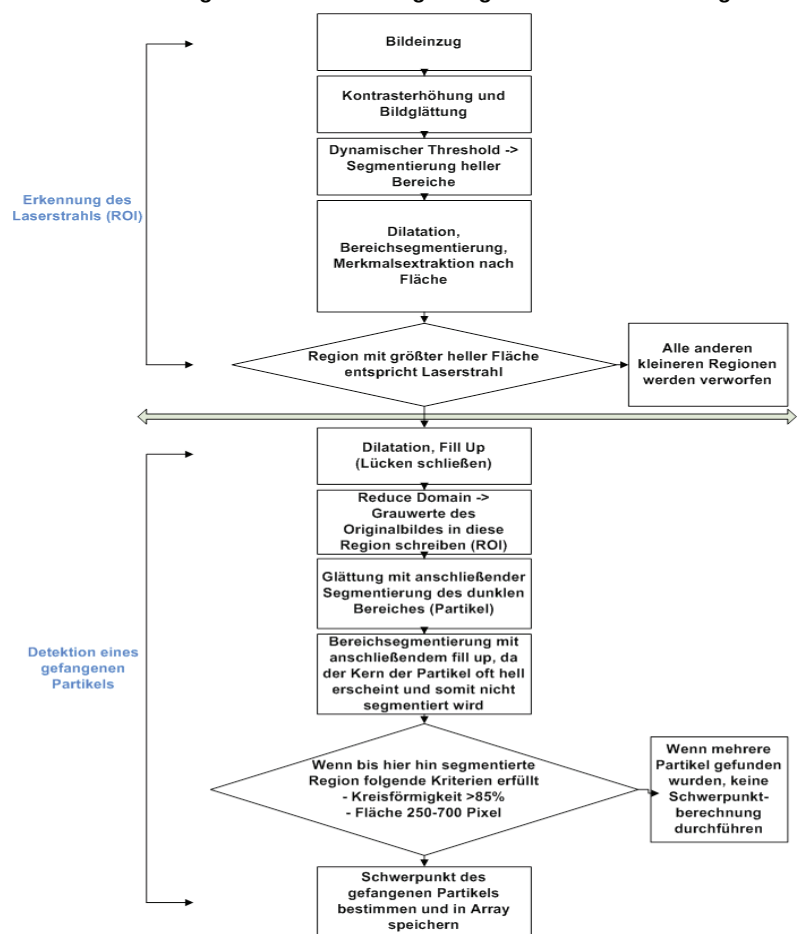 Bildeinzug
Kontrasterhöhung und
Bildglättung
Dynamischer Threshold ->
Segmentierung heller
Bereiche
Erkennung des
Laserstrahls (ROI)
Dilatation,
Bereichsegmentierung,
Merkmalsextraktion nach
Fläche
Region mit größter heller Fläche
entspricht Laserstrahl
Alle anderen
kleineren Regionen
werden verworfen
Dilatation, Fill Up
(Lücken schließen)
Reduce Domain ->
Grauwerte des
Originalbildes in diese
Region schreiben (ROI)
Glättung mit anschließender
Segmentierung des dunklen
Bereiches (Partikel)
Detektion eines
gefangenen
Partikels
Bereichsegmentierung mit
anschließendem fill up, da
der Kern der Partikel oft hell
erscheint und somit nicht
segmentiert wird
Wenn bis hier hin segmentierte
Region folgende Kriterien erfüllt
- Kreisförmigkeit >85%
- Fläche 250-700 Pixel
Wenn mehrere
Partikel gefunden
wurden, keine
Schwerpunkt-
berechnung
durchführen
Schwerpunkt des
gefangenen Partikels
bestimmen und in Array
speichern